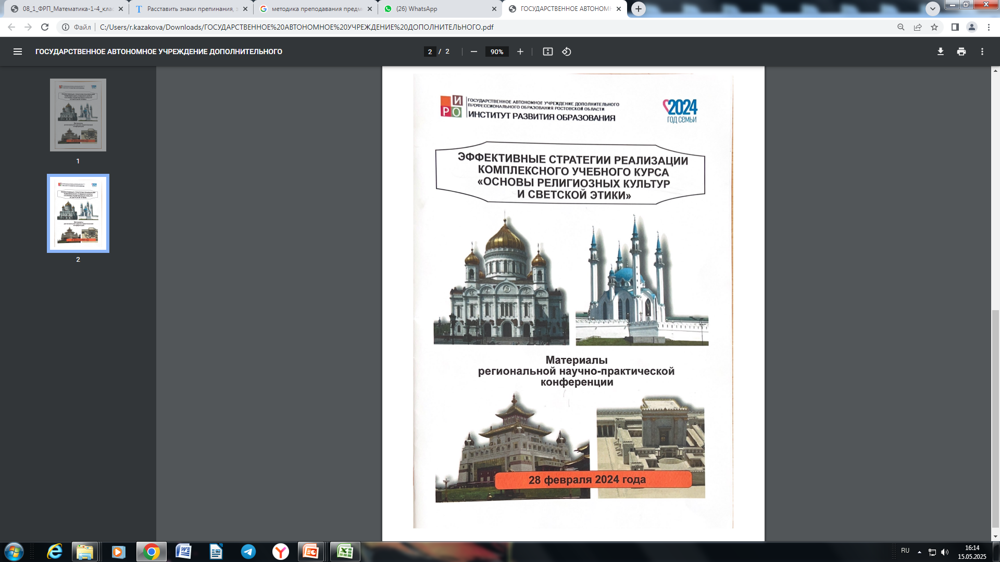 08_1_ФРП_Математика-1-4_клас
Расставить знаки препинания, з
методика преподавания предм
(26) WhatsApp
ГОСУДАРСТВЕННОЕ АВТОНОМН
Файл
C:/Users/r.kazakova/Downloads/ГОСУДАРСТВЕННОЕ%20АВТОНОМНОЕ%20УЧРЕЖДЕНИЕ%20ДОПОЛНИТЕЛЬНОГО.pdf
ГОСУДАРСТВЕННОЕ АВТОНОМНОЕ УЧРЕЖДЕНИЕ ДОПОЛНИТЕЛЬНОГО
2 / 2
90%
1
2
ИРО
ГОСУДАРСТВЕННОЕ АВТОНОМНОЕ УЧРЕЖДЕНИЕ ДОПОЛНИТЕЛЬНОГО
ПРОФЕССИОНАЛЬНОГО ОБРАЗОВАНИЯ РОСТОВСКОЙ ОБЛАСТИ
ИНСТИТУТ РАЗВИТИЯ ОБРАЗОВАНИЯ
2024
ГОД СЕМЬИ
ЭФФЕКТИВНЫЕ СТРАТЕГИИ РЕАЛИЗАЦИИ
КОМПЛЕКСНОГО УЧЕБНОГО КУРСА
«ОСНОВЫ РЕЛИГИОЗНЫХ КУЛЬТУР
И СВЕТСКОЙ ЭТИКИ»
Материалы
региональной научно-практической
конференции
28 февраля 2024 года
RU
16:14
15.05.2025